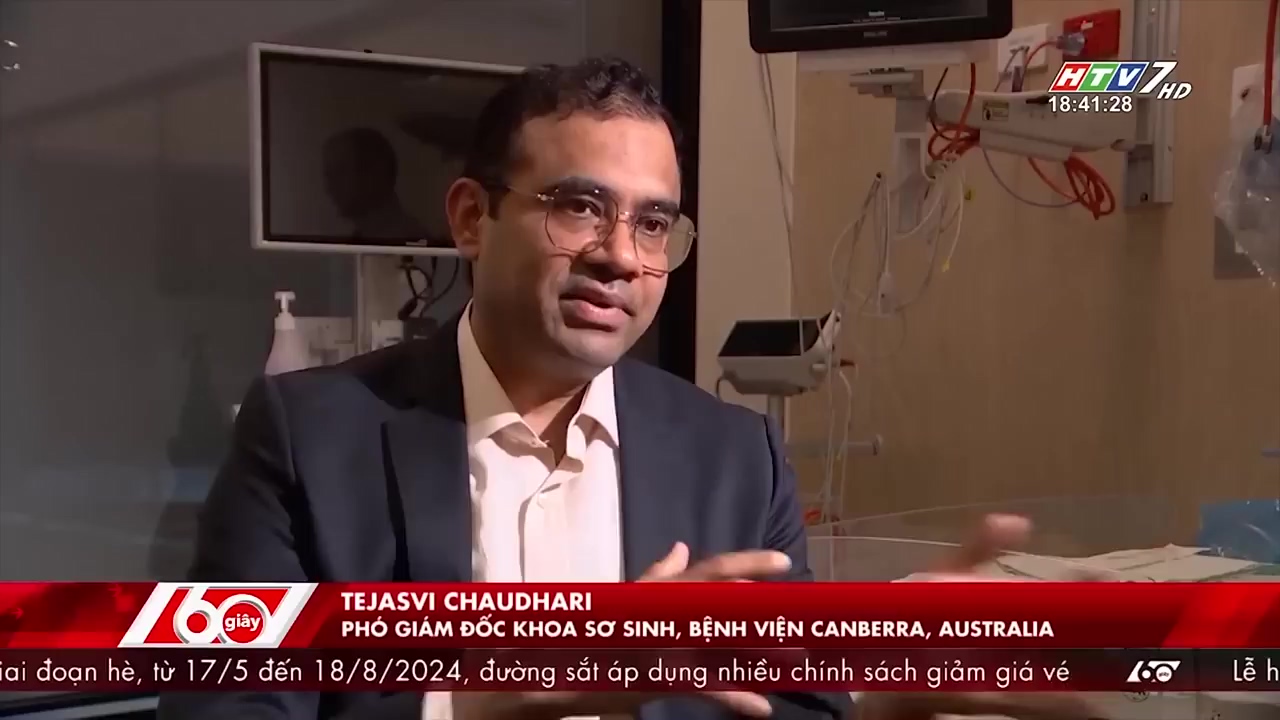 HTV7 HD
18:41:28
60 giây
TEJASVI CHAUDHARI
PHÓ GIÁM ĐỐC KHOA SƠ SINH, BỆNH VIỆN CANBERRA, AUSTRALIA
đoạn hè, từ 17/5 đến 18/8/2024, đường sắt áp dụng nhiều chính sách giảm giá vé
60 giây
Lễ